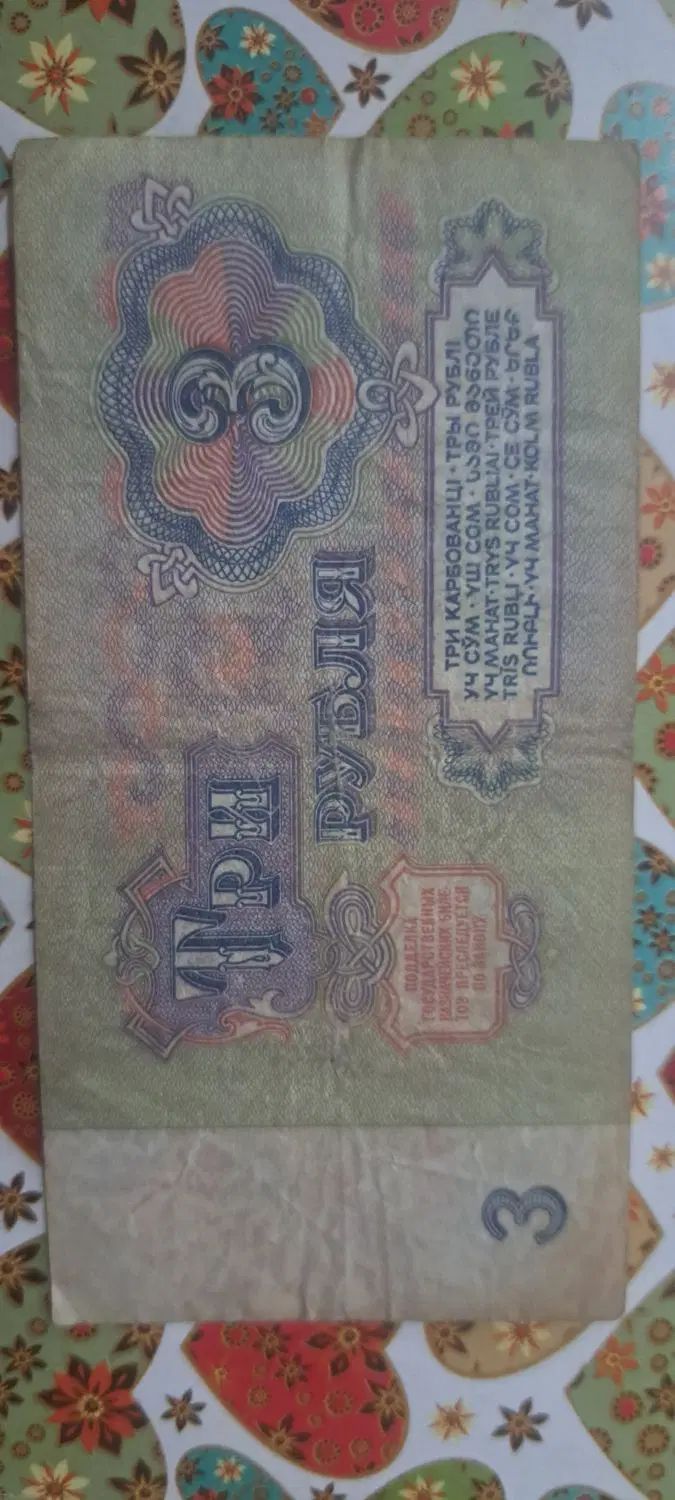 3
ТРИ
РУБЛЯ
3
ТРИ КАРБОВАНЦІ · ТРЫ РУБЛІ
УЧ СЎМ · ҮШ СОМ · სამი მანეთი
ҮЧ МАНАТ · TRYS RUBLIAI · ТРЕЙ РУБЛЕ
TRĪS RUBĻI · ҮЧ СОМ · СЕ СӮМ · ԵՐԵՔ
ՌՈՒԲԼԻ · ҮЧ МАНАТ · KOLM RUBLA
ПОДДЕЛКА
ГОСУДАРСТВЕННЫХ
КАЗНАЧЕЙСКИХ БИЛЕ-
ТОВ ПРЕСЛЕДУЕТСЯ
ПО ЗАКОНУ